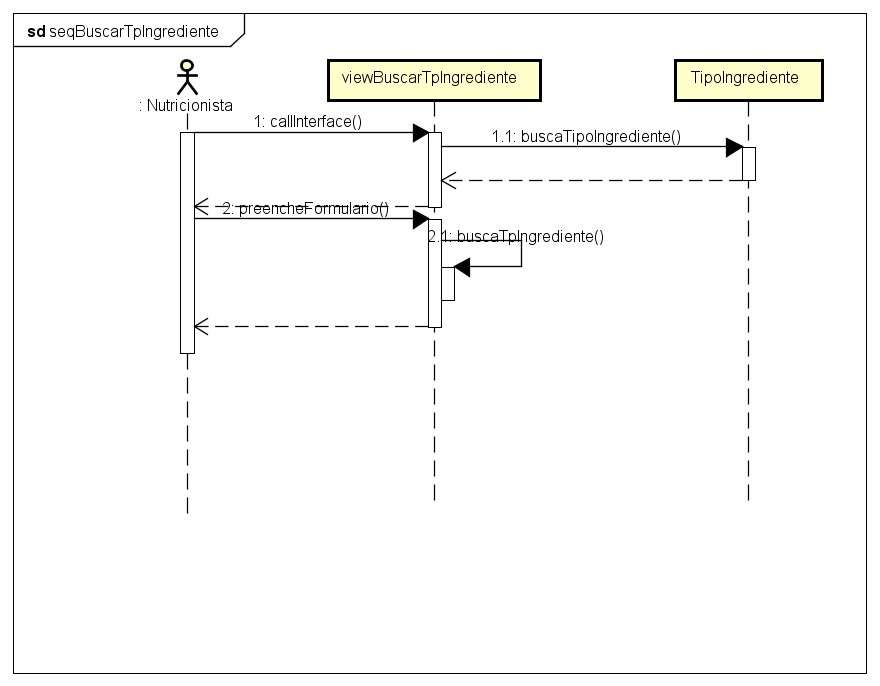 sd seqBuscarTpIngrediente
: Nutricionista
viewBuscarTpIngrediente
TipoIngrediente
1: callInterface()
1.1: buscaTipoIngrediente()
2: preencheFormulario()
2.1: buscaTpIngrediente()